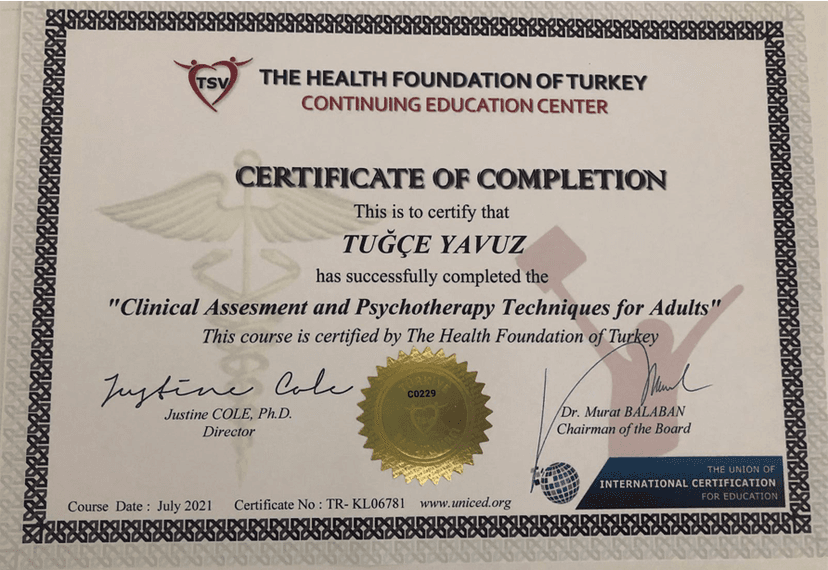 TSV
THE HEALTH FOUNDATION OF TURKEY
CONTINUING EDUCATION CENTER
CERTIFICATE OF COMPLETION
This is to certify that
TUĞÇE YAVUZ
has successfully completed the
"Clinical Assesment and Psychotherapy Techniques for Adults"
This course is certified by The Health Foundation of Turkey
Justine Cole
Justine COLE, Ph.D.
Director
C0229
Dr. Murat BALABAN
Chairman of the Board
THE UNION OF
INTERNATIONAL CERTIFICATION
FOR EDUCATION
Course Date : July 2021 Certificate No : TR- KL06781 www.uniced.org